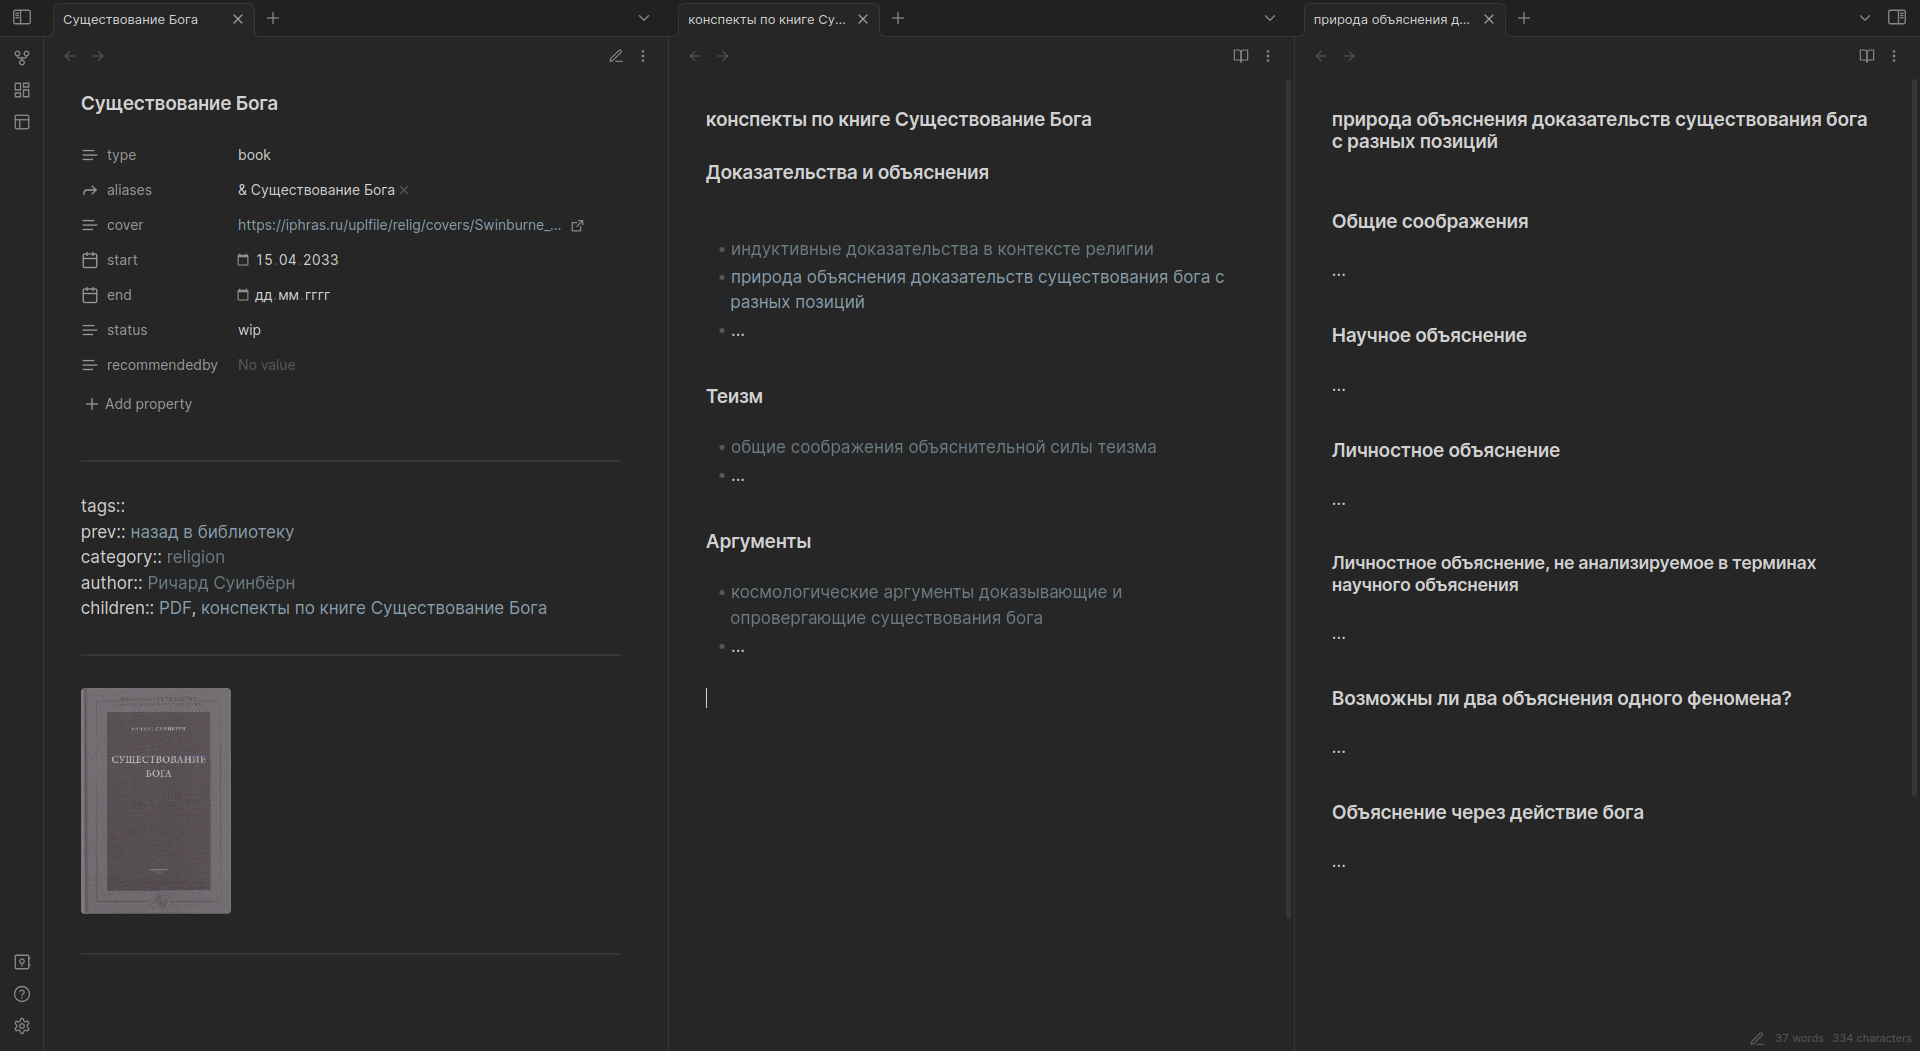 Существование Бога
конспекты по книге Су...
природа объяснения д...
Существование Бога
type book
aliases & Существование Бога
cover https://iphras.ru/uplfile/relig/covers/Swinburne_...
start 15.04.2033
end дд.мм.гггг
status wip
recommendedby No value
Add property
tags::
prev:: назад в библиотеку
category:: religion
author:: Ричард Суинбёрн
children:: PDF, конспекты по книге Существование Бога
СУЩЕСТВОВАНИЕ
БОГА
конспекты по книге Существование Бога
Доказательства и объяснения
индуктивные доказательства в контексте религии
природа объяснения доказательств существования бога с
разных позиций
...
Теизм
общие соображения объяснительной силы теизма
...
Аргументы
космологические аргументы доказывающие и
опровергающие существования бога
...
природа объяснения доказательств существования бога
с разных позиций
Общие соображения
...
Научное объяснение
...
Личностное объяснение
...
Личностное объяснение, не анализируемое в терминах
научного объяснения
...
Возможны ли два объяснения одного феномена?
...
Объяснение через действие бога
...
37 words 334 characters